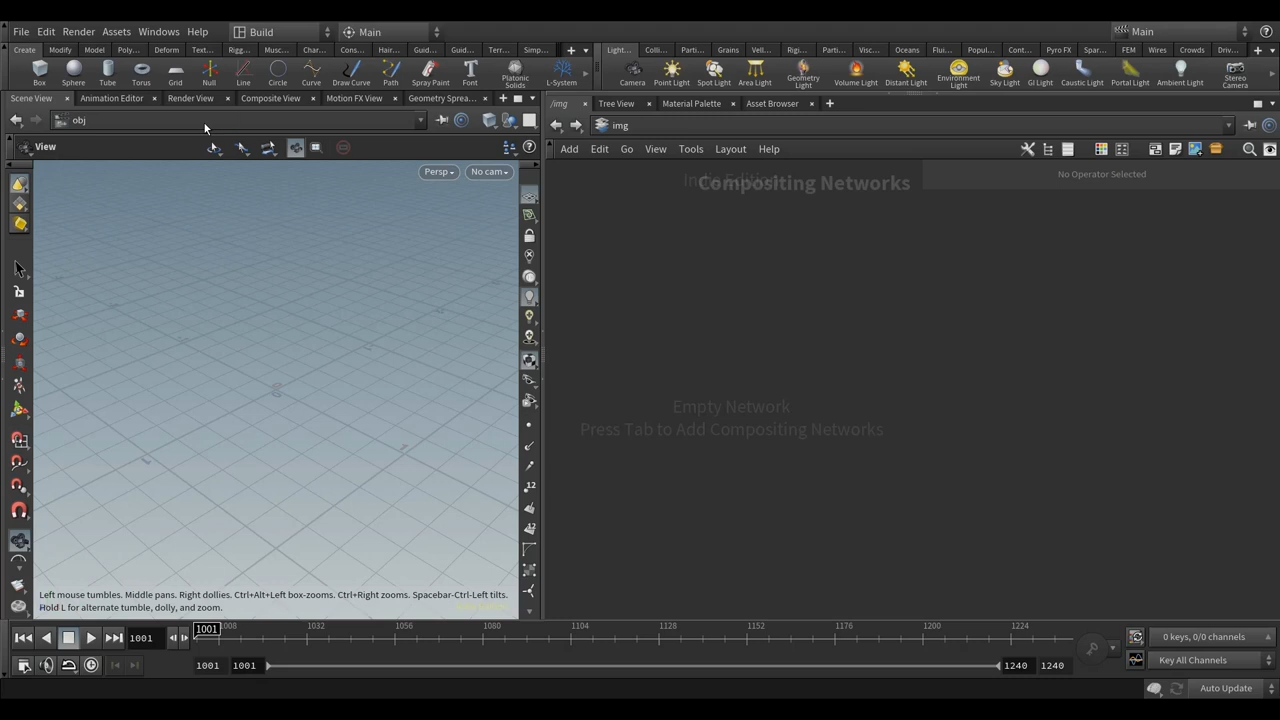 File Edit Render Assets Windows Help Build Main Main
Create Modify Model Poly... Deform Text... Rigg... Musc... Char... Cons... Hair... Guid... Guid... Terr... Simp... Light... Colli... Parti... Grains Vell... Rig... Parti... Visc... Oceans Flui... Popul... Cont... Pyro FX Spar... FEM Wires Crowds Driv...
Box Sphere Tube Torus Grid Null Line Circle Curve Draw Curve Path Spray Paint Font Platonic Solids L-System Camera Point Light Spot Light Area Light Geometry Light Volume Light Distant Light Environment Light Sky Light GI Light Caustic Light Portal Light Ambient Light Stereo Camera
Scene View Animation Editor Render View Composite View Motion FX View Geometry Sprea... /img Tree View Material Palette Asset Browser
obj img
View Add Edit Go View Tools Layout Help
Persp No cam
Compositing Networks
No Operator Selected
Empty Network
Press Tab to Add Compositing Networks
12
12
Left mouse tumbles. Middle pans. Right dollies. Ctrl+Alt+Left box-zooms. Ctrl+Right zooms. Spacebar-Ctrl-Left tilts.
Hold L for alternate tumble, dolly, and zoom.
1001 1001 1008 1032 1056 1080 1104 1128 1152 1176 1200 1224 0 keys, 0/0 channels
1001 1001 1240 1240 Key All Channels
Auto Update